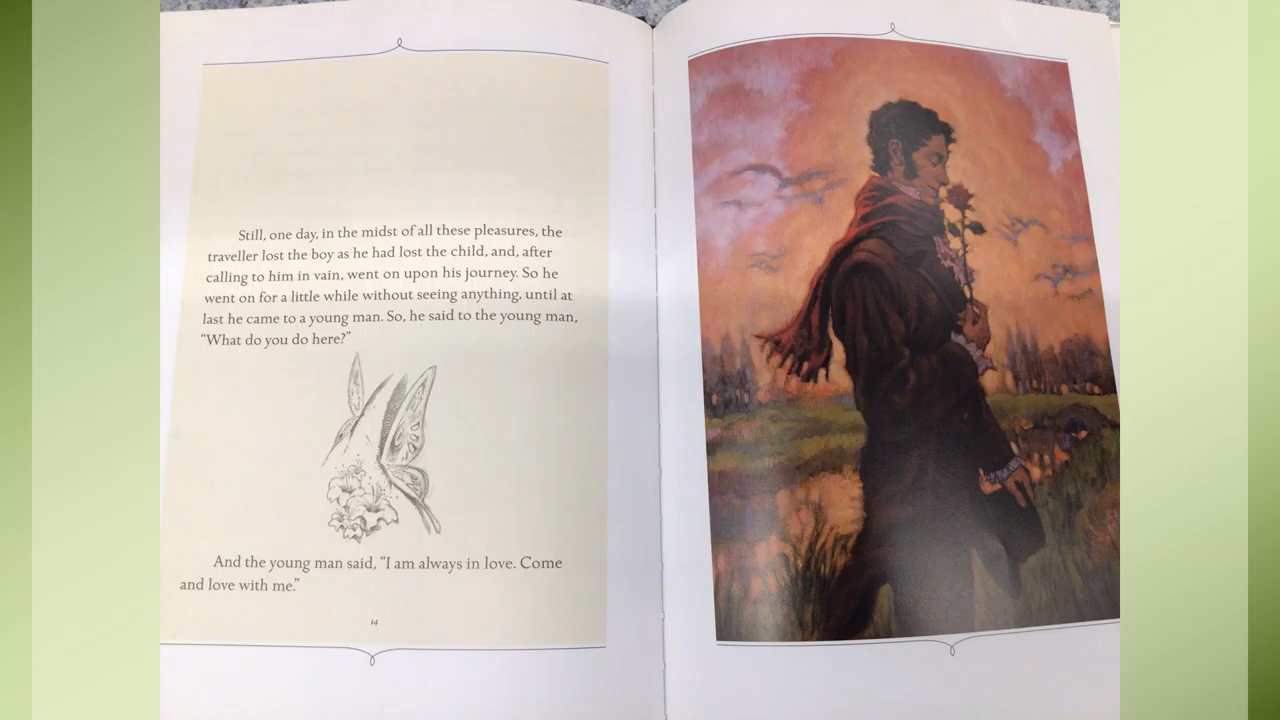 Still, one day, in the midst of all these pleasures, the
traveller lost the boy as he had lost the child, and, after
calling to him in vain, went on upon his journey. So he
went on for a little while without seeing anything, until at
last he came to a young man. So, he said to the young man,
“What do you do here?”
And the young man said, “I am always in love. Come
and love with me.”
14